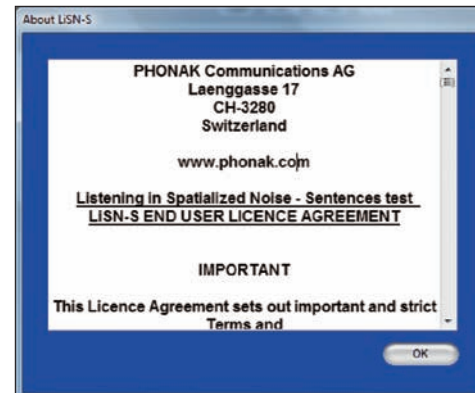 About LiSN-S
PHONAK Communications AG
Laenggasse 17
CH-3280
Switzerland
www.phonak.com
Listening in Spatialized Noise - Sentences test
LiSN-S END USER LICENCE AGREEMENT
IMPORTANT
This Licence Agreement sets out important and strict
Terms and
OK